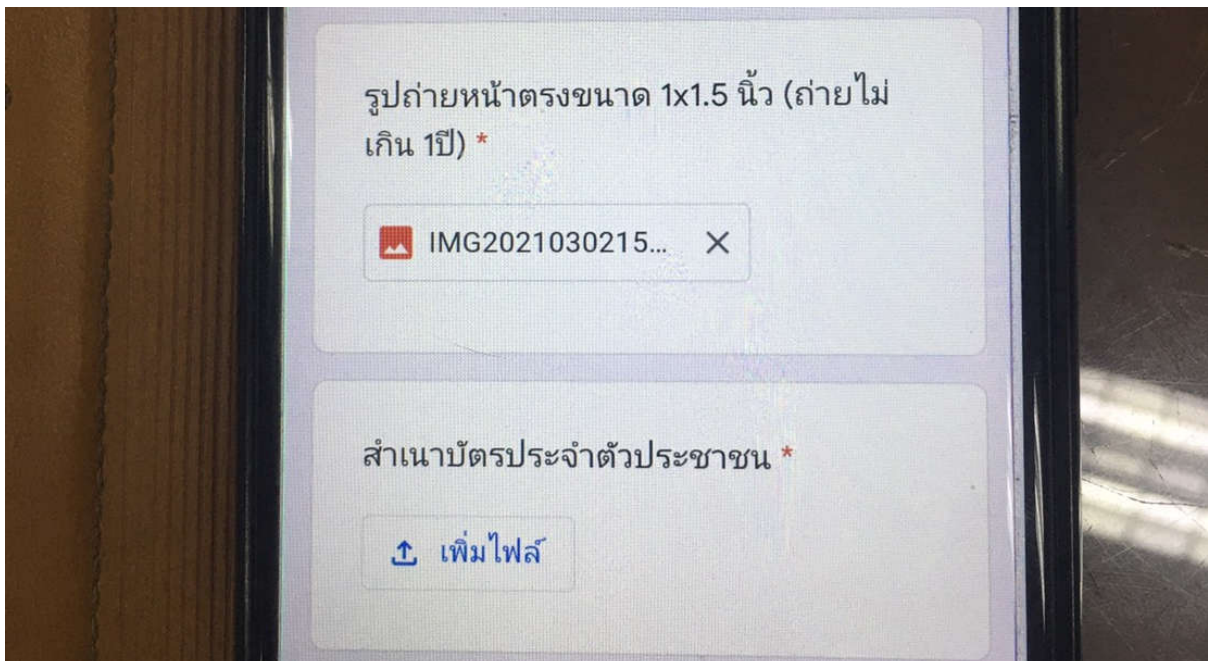 รูปถ่ายหน้าตรงขนาด 1x1.5 นิ้ว (ถ่ายไม่
เกิน 1ปี) *
IMG2021030215...
สำเนาบัตรประจำตัวประชาชน *
เพิ่มไฟล์